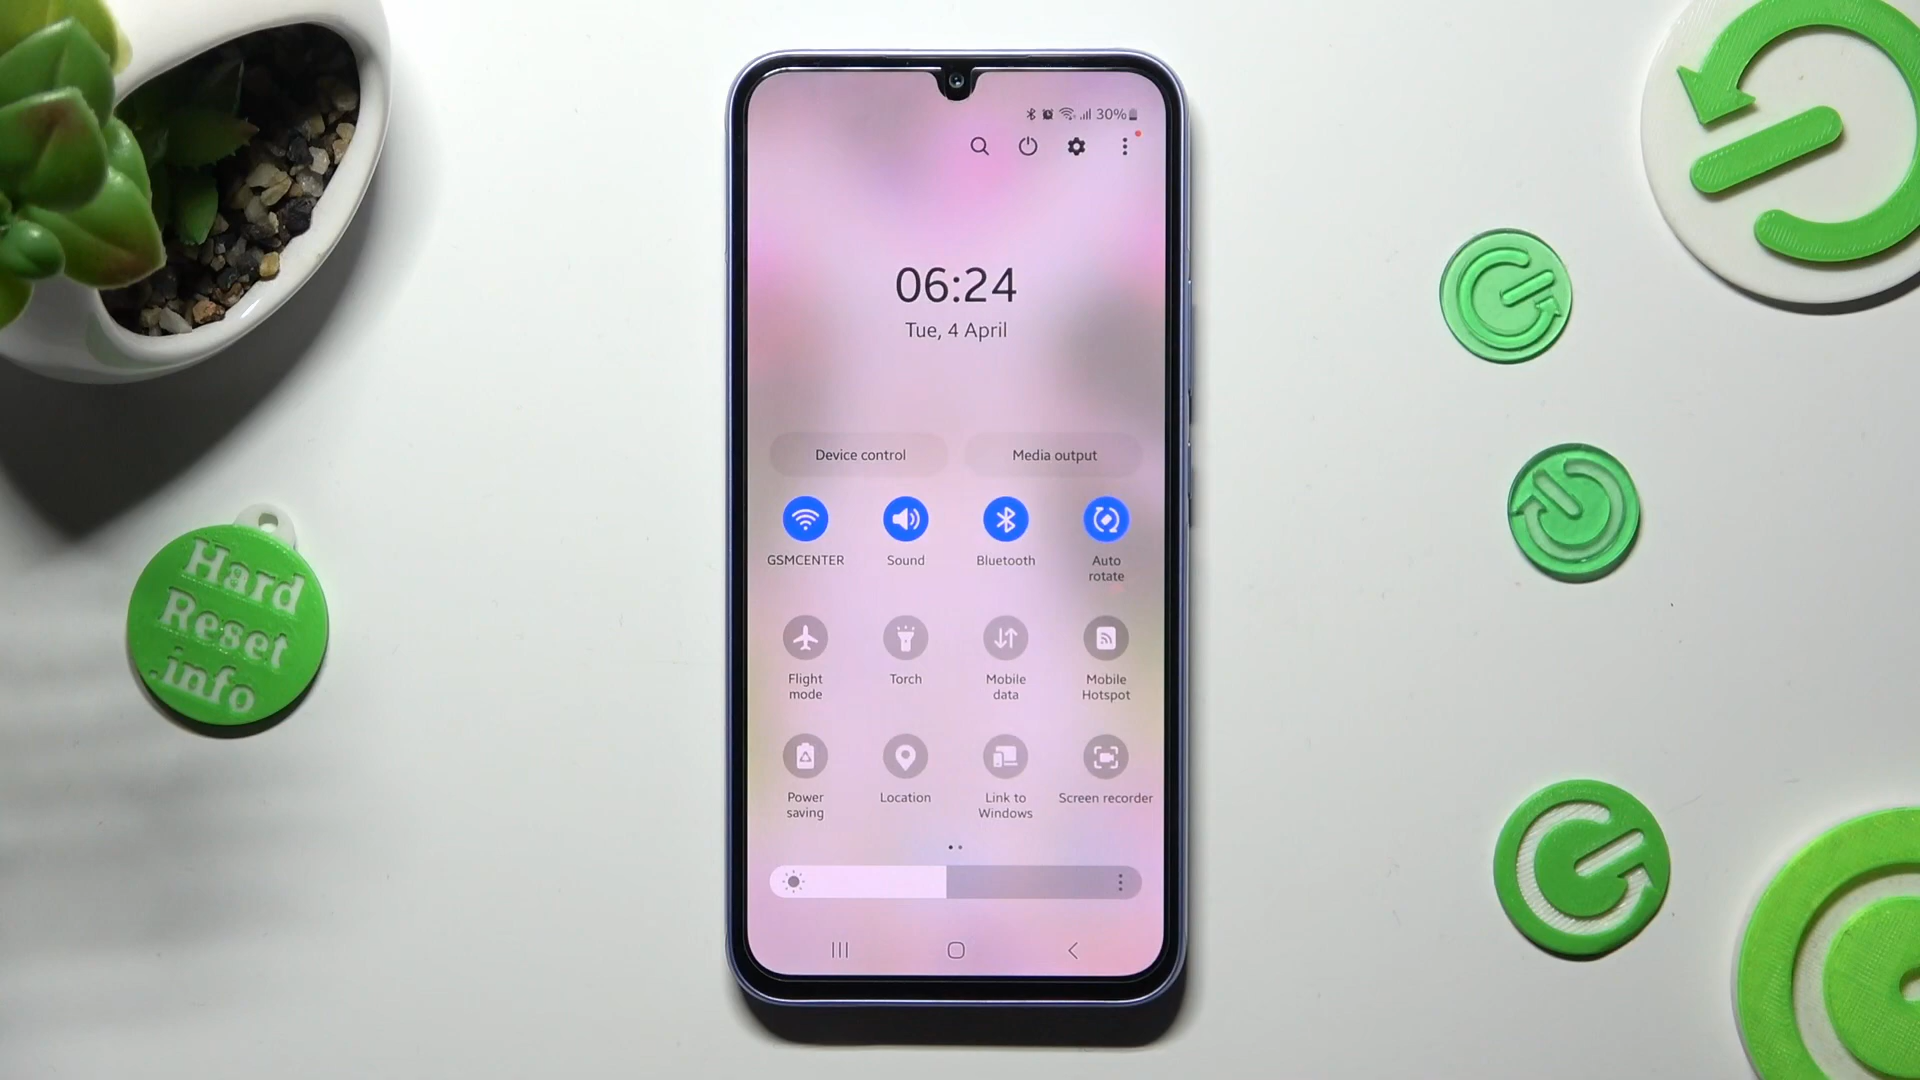 30%
06:24
Tue, 4 April
Device control
Media output
GSMCENTER
Sound
Bluetooth
Auto
rotate
Flight
mode
Torch
Mobile
data
Mobile
Hotspot
Power
saving
Location
Link to
Windows
Screen recorder
Hard
Reset
.info